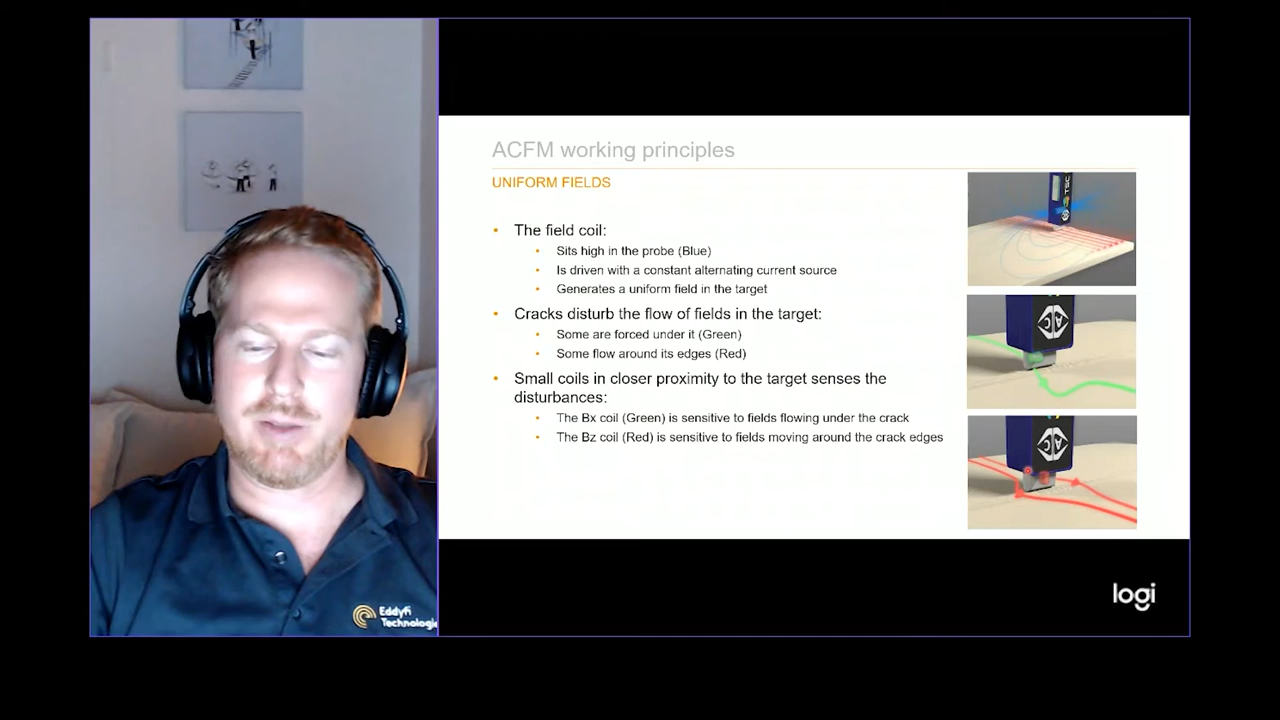 ACFM working principles
UNIFORM FIELDS
• The field coil:
• Sits high in the probe (Blue)
• Is driven with a constant alternating current source
• Generates a uniform field in the target
• Cracks disturb the flow of fields in the target:
• Some are forced under it (Green)
• Some flow around its edges (Red)
• Small coils in closer proximity to the target senses the
disturbances:
• The Bx coil (Green) is sensitive to fields flowing under the crack
• The Bz coil (Red) is sensitive to fields moving around the crack edges
TSC
AC
AC
Eddyfi
Technologie
logi